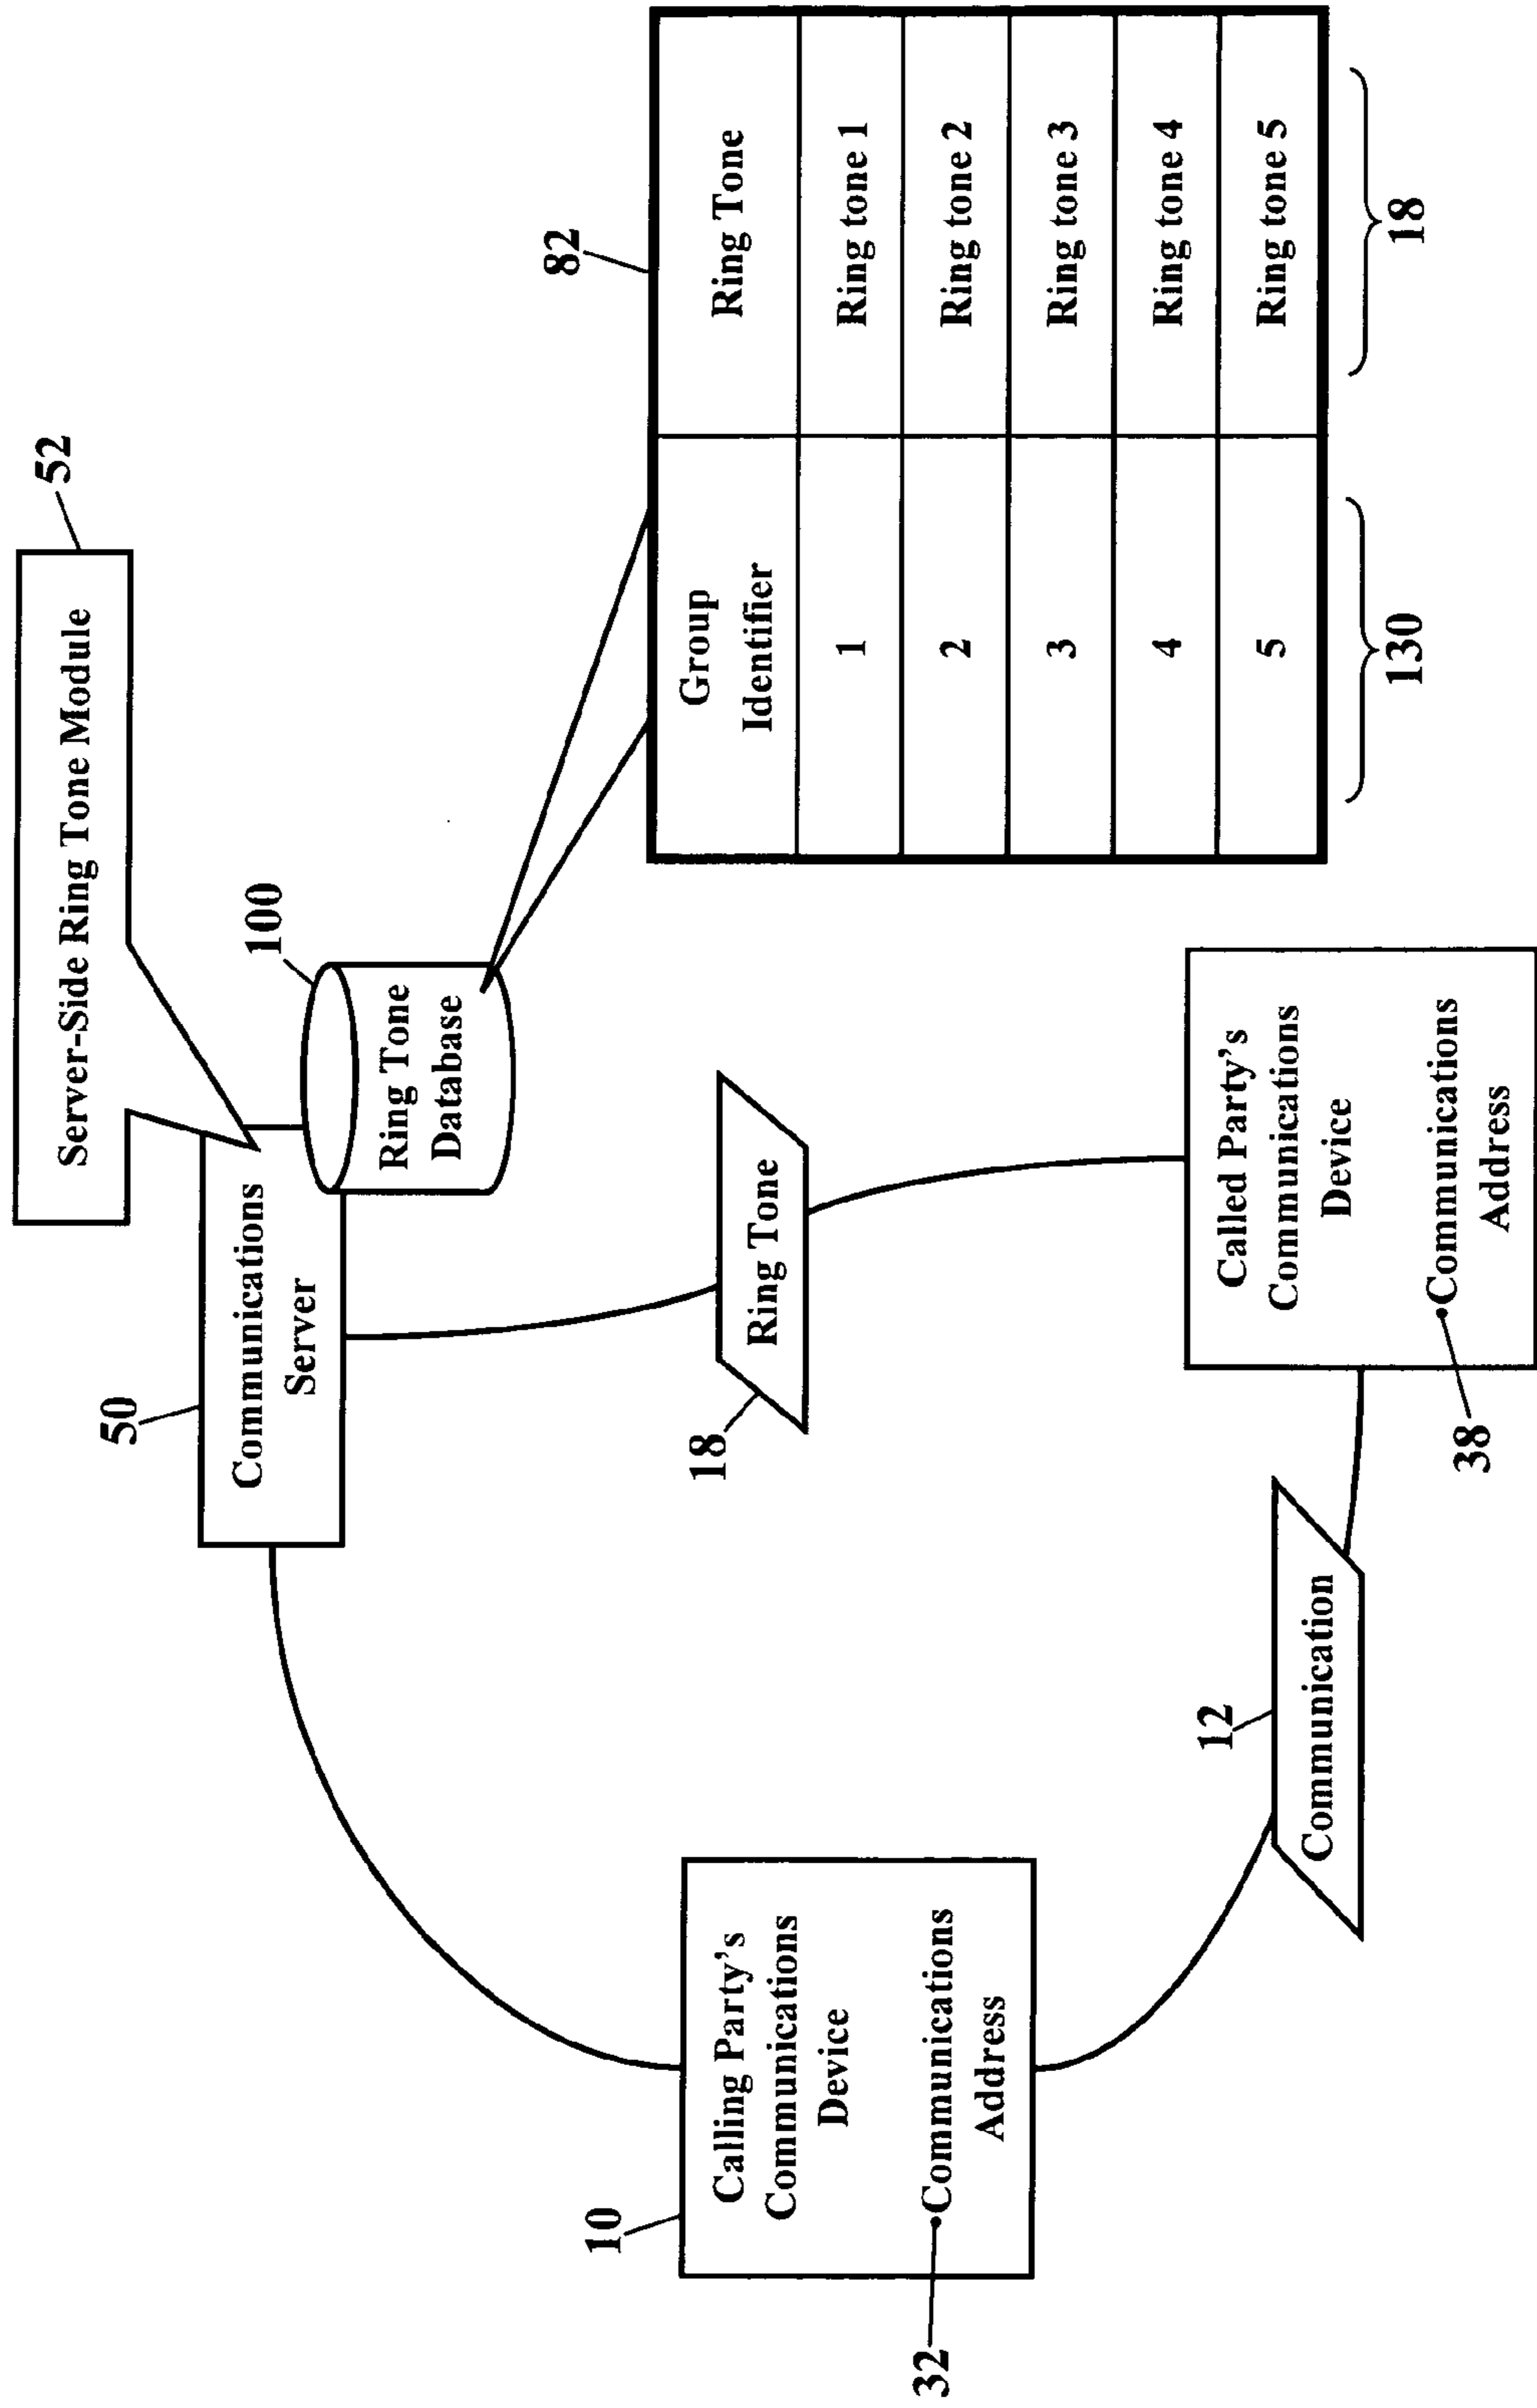 52
Server-Side Ring Tone Module
50
Communications
Server
100
Ring Tone
Database
82
Group
Identifier
Ring Tone
1
Ring tone 1
2
Ring tone 2
3
Ring tone 3
4
Ring tone 4
5
Ring tone 5
130
18
18
Ring Tone
10
Calling Party's
Communications
Device
Communications
Address
32
12
Communication
Called Party's
Communications
Device
Communications
Address
38